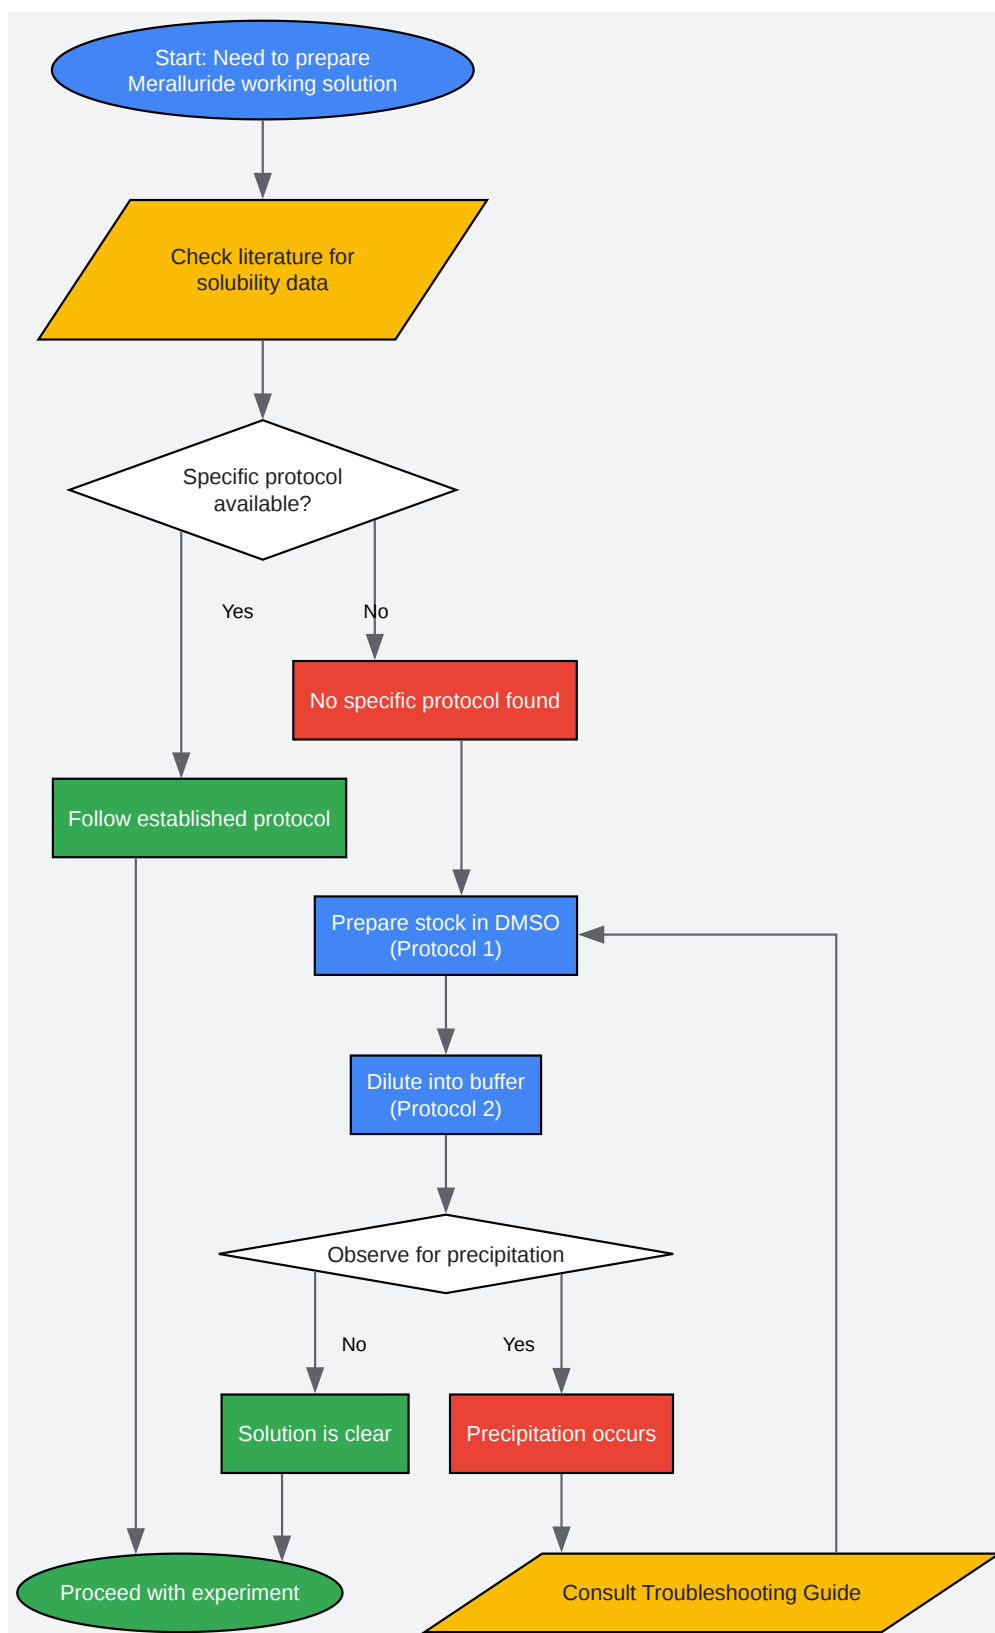 Start: Need to prepare
Meralluride working solution
Check literature for
solubility data
Specific protocol
available?
Yes
No
No specific protocol found
Follow established protocol
Prepare stock in DMSO
(Protocol 1)
Dilute into buffer
(Protocol 2)
Observe for precipitation
No
Yes
Solution is clear
Precipitation occurs
Proceed with experiment
Consult Troubleshooting Guide